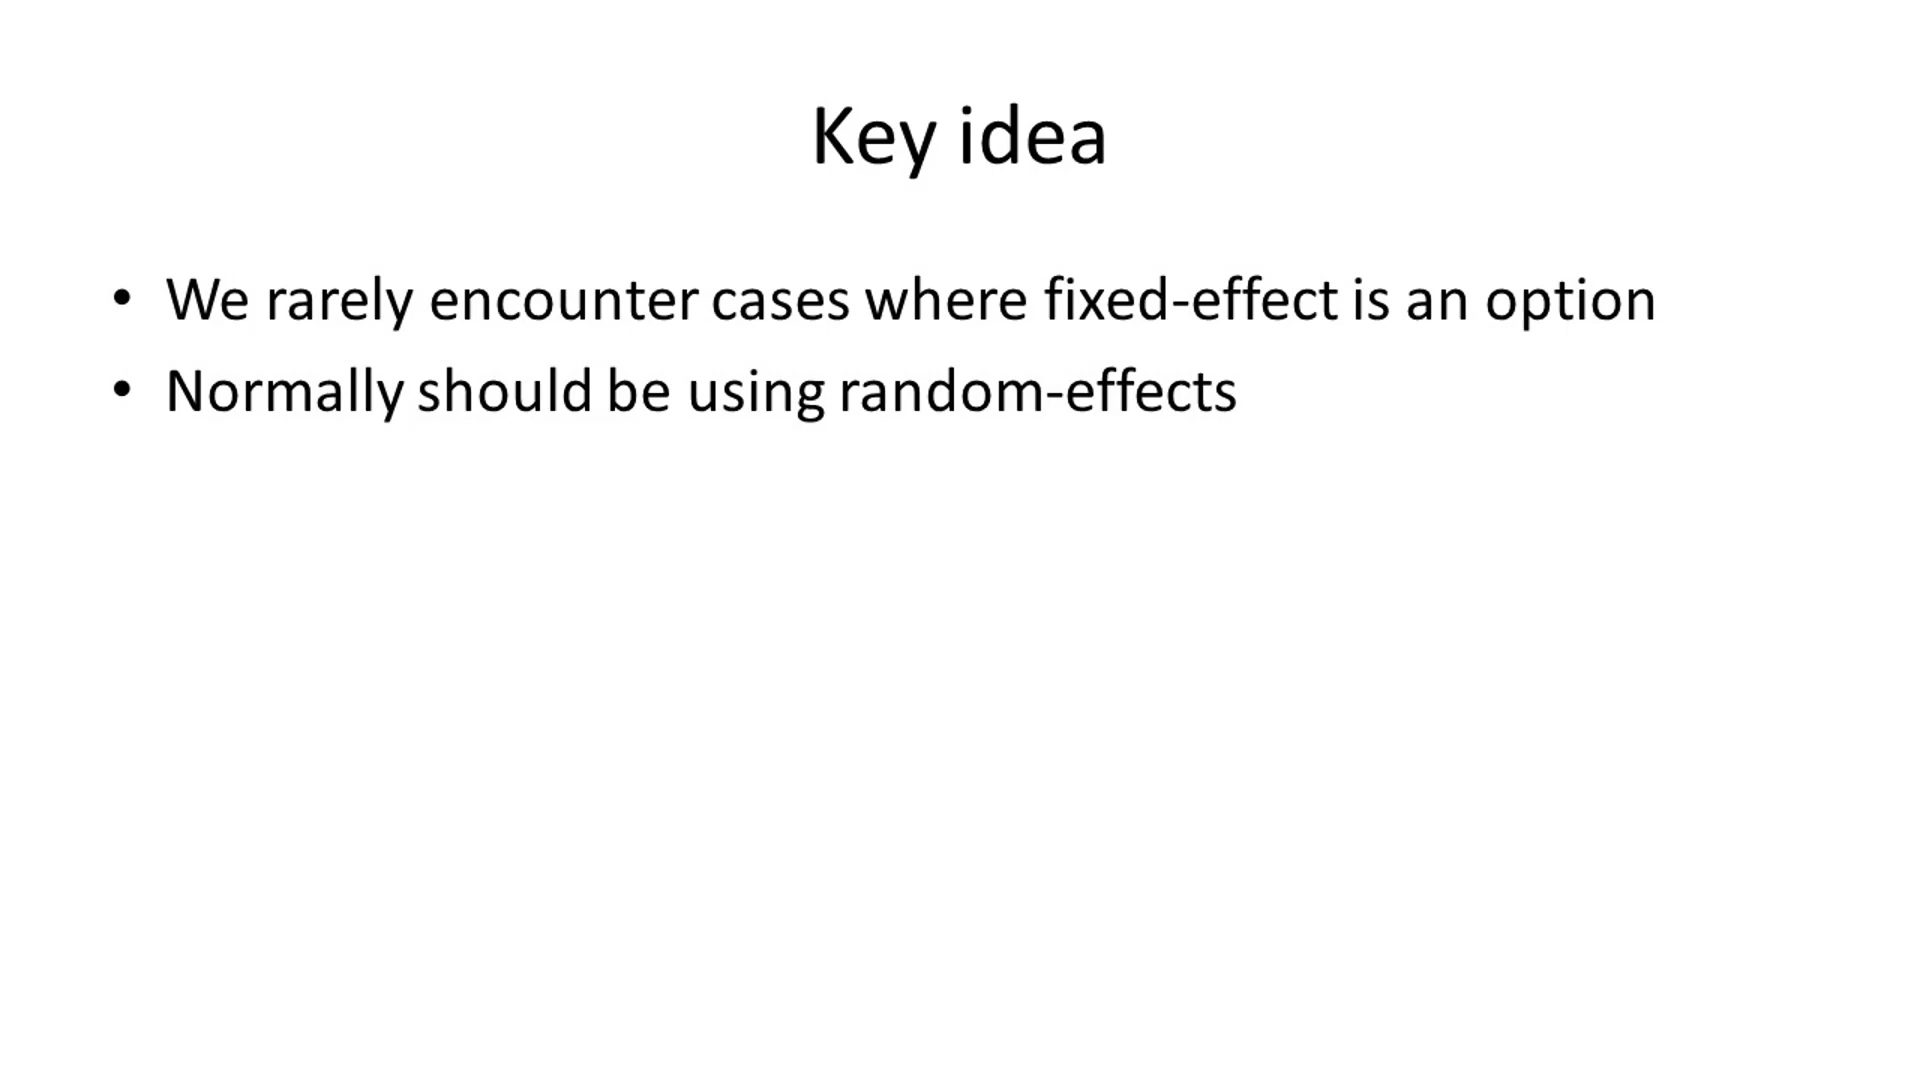 Key idea
• We rarely encounter cases where fixed-effect is an option
• Normally should be using random-effects